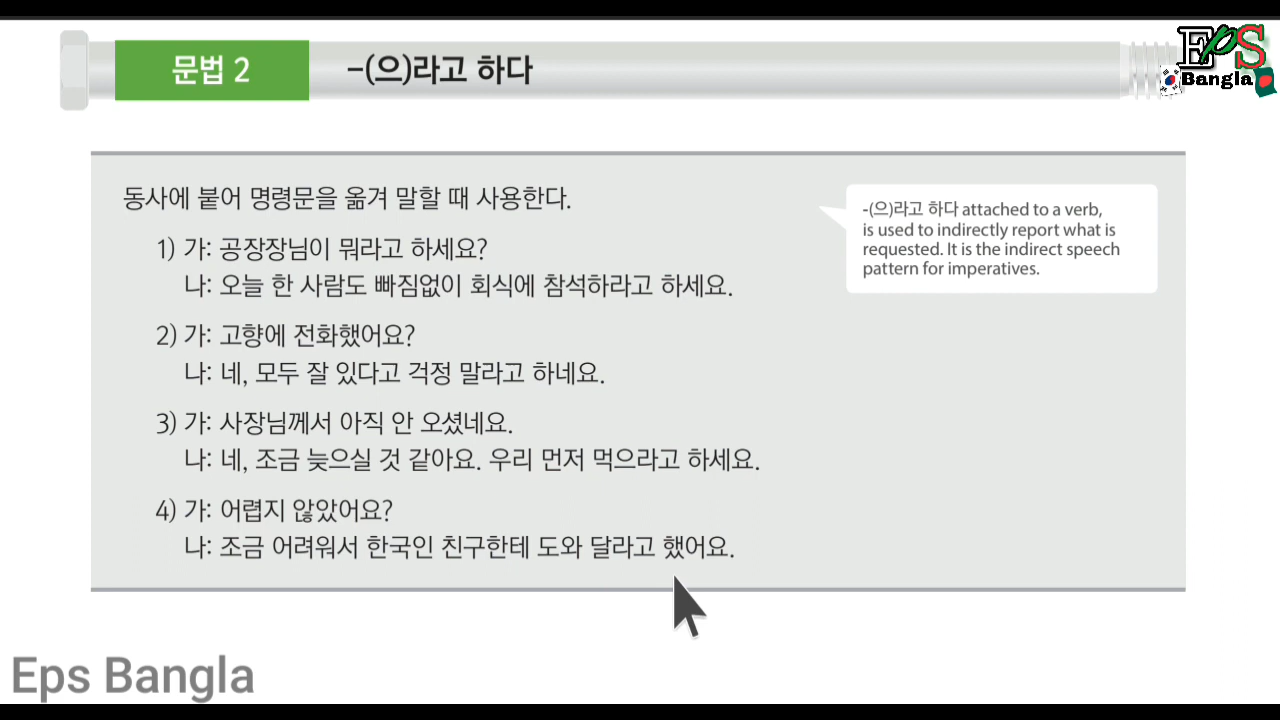 문법 2
-(으)라고 하다
EPS
Bangla
동사에 붙어 명령문을 옮겨 말할 때 사용한다.
-(으)라고 하다 attached to a verb,
is used to indirectly report what is
requested. It is the indirect speech
pattern for imperatives.
1) 가: 공장장님이 뭐라고 하세요?
나: 오늘 한 사람도 빠짐없이 회식에 참석하라고 하세요.
2) 가: 고향에 전화했어요?
나: 네, 모두 잘 있다고 걱정 말라고 하네요.
3) 가: 사장님께서 아직 안 오셨네요.
나: 네, 조금 늦으실 것 같아요. 우리 먼저 먹으라고 하세요.
4) 가: 어렵지 않았어요?
나: 조금 어려워서 한국인 친구한테 도와 달라고 했어요.
Eps Bangla